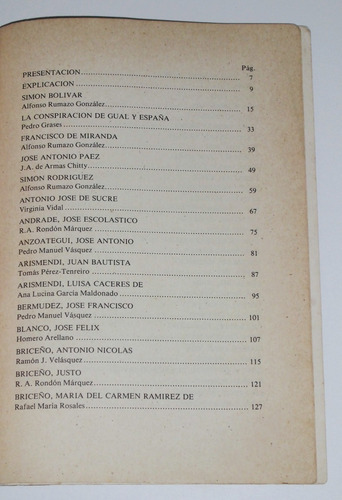 Pág.
PRESENTACION 7
EXPLICACION 9
SIMON BOLIVAR
Alfonso Rumazo González 15
LA CONSPIRACION DE GUAL Y ESPAÑA
Pedro Grases 33
FRANCISCO DE MIRANDA
Alfonso Rumazo González 39
JOSE ANTONIO PAEZ
J.A. de Armas Chitty 49
SIMON RODRIGUEZ
Alfonso Rumazo González 59
ANTONIO JOSE DE SUCRE
Virginia Vidal 67
ANDRADE, JOSE ESCOLASTICO
R.A. Rondón Márquez 75
ANZOATEGUI, JOSE ANTONIO
Pedro Manuel Vásquez 81
ARISMENDI, JUAN BAUTISTA
Tomás Pérez-Tenreiro 87
ARISMENDI, LUISA CACERES DE
Ana Lucina García Maldonado 95
BERMUDEZ, JOSE FRANCISCO
Pedro Manuel Vásquez 101
BLANCO, JOSE FELIX
Homero Arellano 107
BRICEÑO, ANTONIO NICOLAS
Ramón J. Velásquez 115
BRICEÑO, JUSTO
R. A. Rondón Márquez 121
BRICEÑO, MARIA DEL CARMEN RAMIREZ DE
Rafael María Rosales 127